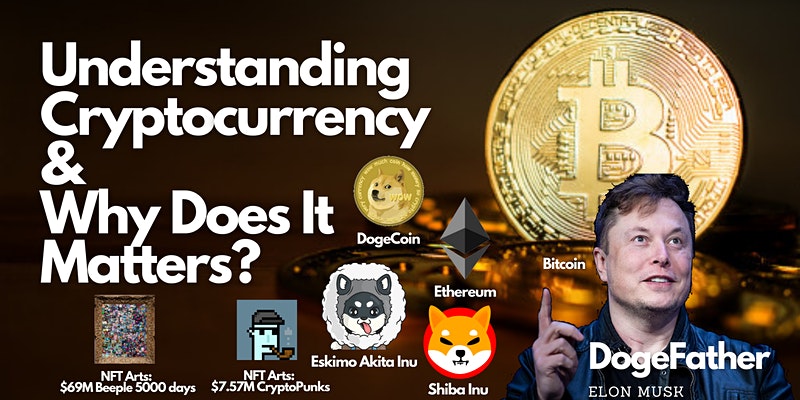 Understanding
Cryptocurrency
&
Why Does It
Matters?
DogeCoin
WOW
Ethereum
Bitcoin
Eskimo Akita Inu
Shiba Inu
NFT Arts:
$69M Beeple 5000 days
NFT Arts:
$7.57M CryptoPunks
DogeFather
ELON MUSK